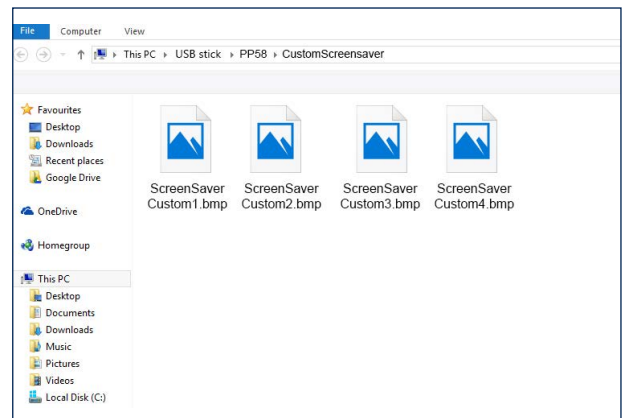 File Computer View
This PC USB stick PP58 CustomScreensaver
Favourites
Desktop
Downloads
Recent places
Google Drive
OneDrive
Homegroup
This PC
Desktop
Documents
Downloads
Music
Pictures
Videos
Local Disk (C:)
ScreenSaver ScreenSaver ScreenSaver ScreenSaver
Custom1.bmp Custom2.bmp Custom3.bmp Custom4.bmp